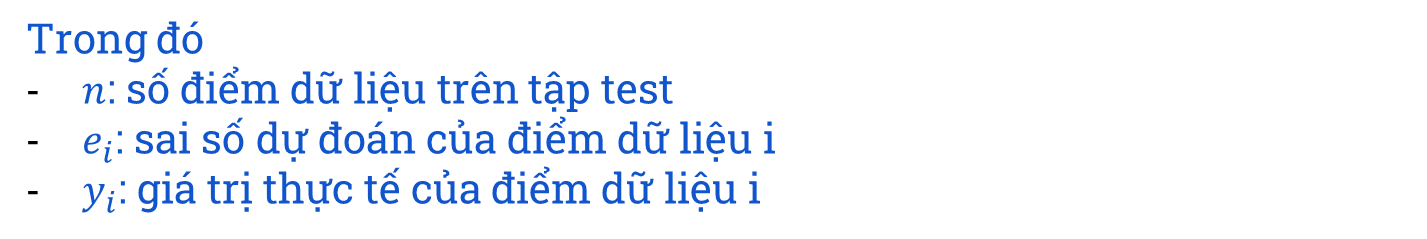 Trong đó
- n: số điểm dữ liệu trên tập test
- eᵢ: sai số dự đoán của điểm dữ liệu i
- yᵢ: giá trị thực tế của điểm dữ liệu i